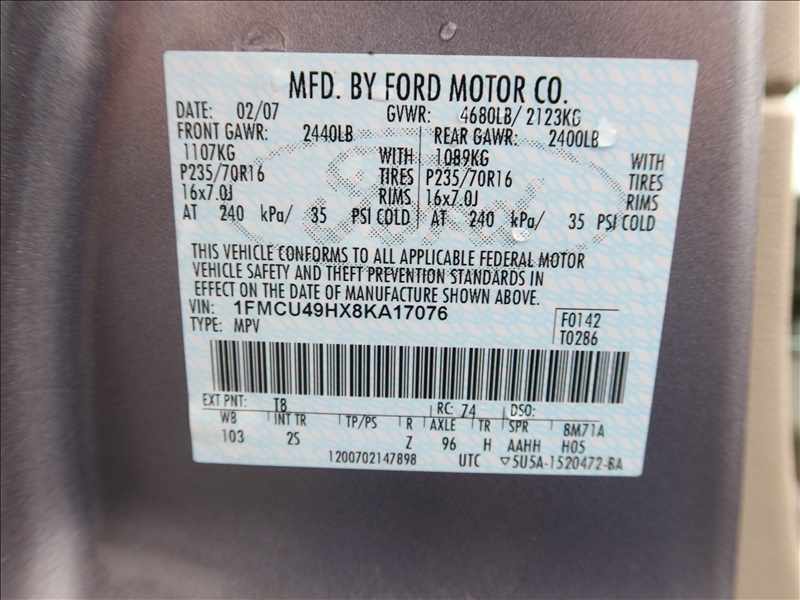 MFD. BY FORD MOTOR CO.
DATE: 02/07 GVWR: 4680LB/ 2123KG
FRONT GAWR: 2440LB REAR GAWR: 2400LB
1107KG WITH 1089KG WITH
P235/70R16 TIRES P235/70R16 TIRES
16x7.0J RIMS 16x7.0J RIMS
AT 240 kPa/ 35 PSI COLD AT 240 kPa/ 35 PSI COLD
THIS VEHICLE CONFORMS TO ALL APPLICABLE FEDERAL MOTOR
VEHICLE SAFETY AND THEFT PREVENTION STANDARDS IN
EFFECT ON THE DATE OF MANUFACTURE SHOWN ABOVE.
VIN: 1FMCU49HX8KA17076 F0142
TYPE: MPV T0286
EXT PNT: T8 RC: 74 DSO:
WB INT TR TP/PS R AXLE TR SPR 8M71A
103 2S Z 96 H AAHH H05
1200702147898 UTC ▽5U5A-1520472-BA